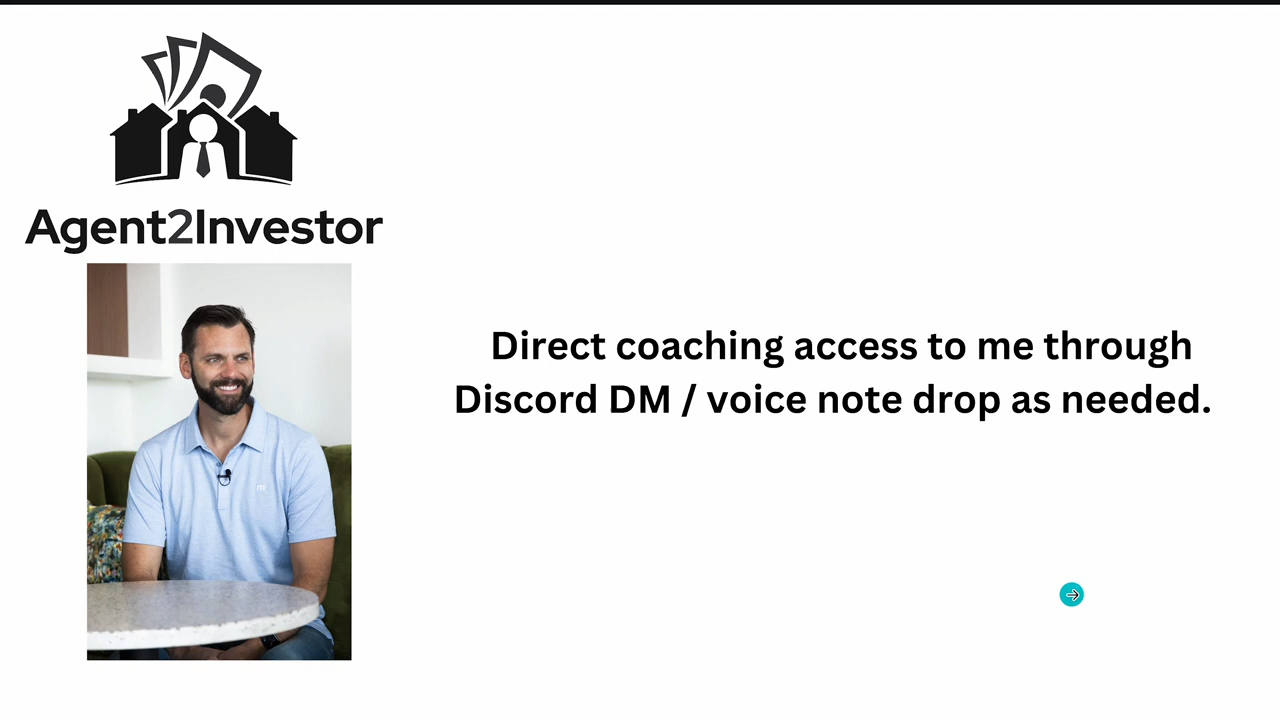 Agent2Investor
Direct coaching access to me through
Discord DM / voice note drop as needed.